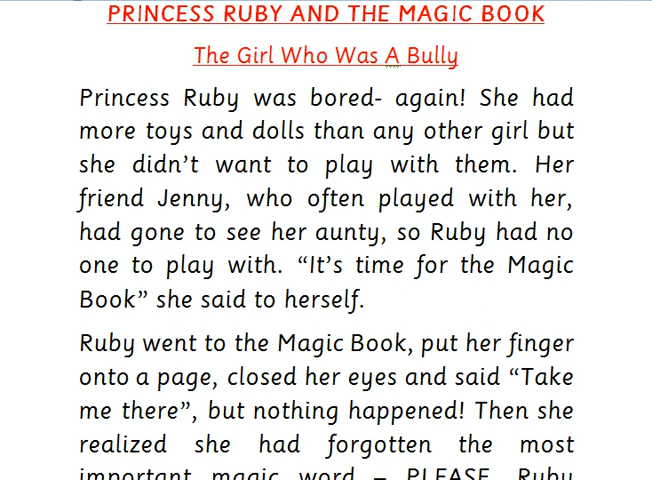 PRINCESS RUBY AND THE MAGIC BOOK
The Girl Who Was A Bully
Princess Ruby was bored- again! She had
more toys and dolls than any other girl but
she didn't want to play with them. Her
friend Jenny, who often played with her,
had gone to see her aunty, so Ruby had no
one to play with. “It's time for the Magic
Book” she said to herself.
Ruby went to the Magic Book, put her finger
onto a page, closed her eyes and said “Take
me there”, but nothing happened! Then she
realized she had forgotten the most
important magic word – PLEASE. Ruby